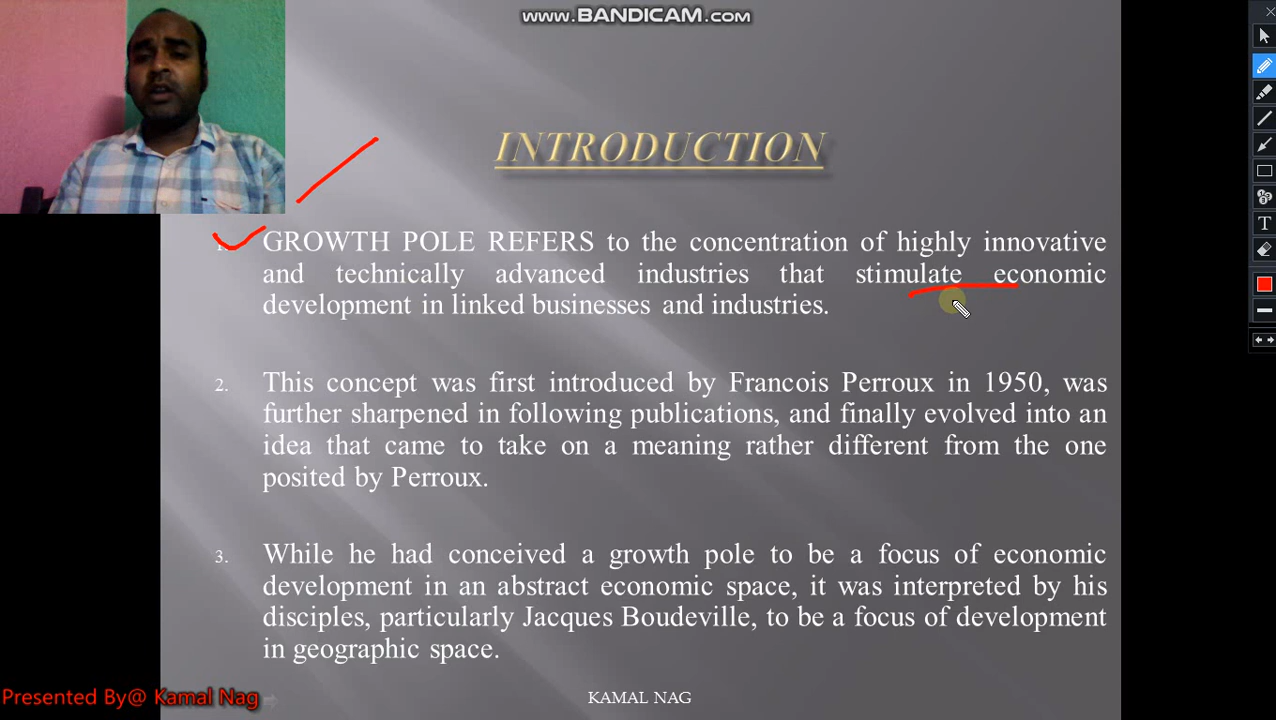 www.BANDICAM.com
INTRODUCTION
GROWTH POLE REFERS to the concentration of highly innovative
and technically advanced industries that stimulate economic
development in linked businesses and industries.
2. This concept was first introduced by Francois Perroux in 1950, was
further sharpened in following publications, and finally evolved into an
idea that came to take on a meaning rather different from the one
posited by Perroux.
3. While he had conceived a growth pole to be a focus of economic
development in an abstract economic space, it was interpreted by his
disciples, particularly Jacques Boudeville, to be a focus of development
in geographic space.
Presented By@ Kamal Nag
KAMAL NAG